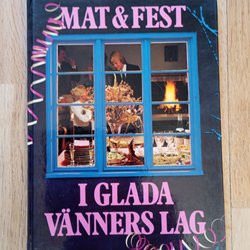 MAT & FEST
I GLADA
VÄNNERS LAG